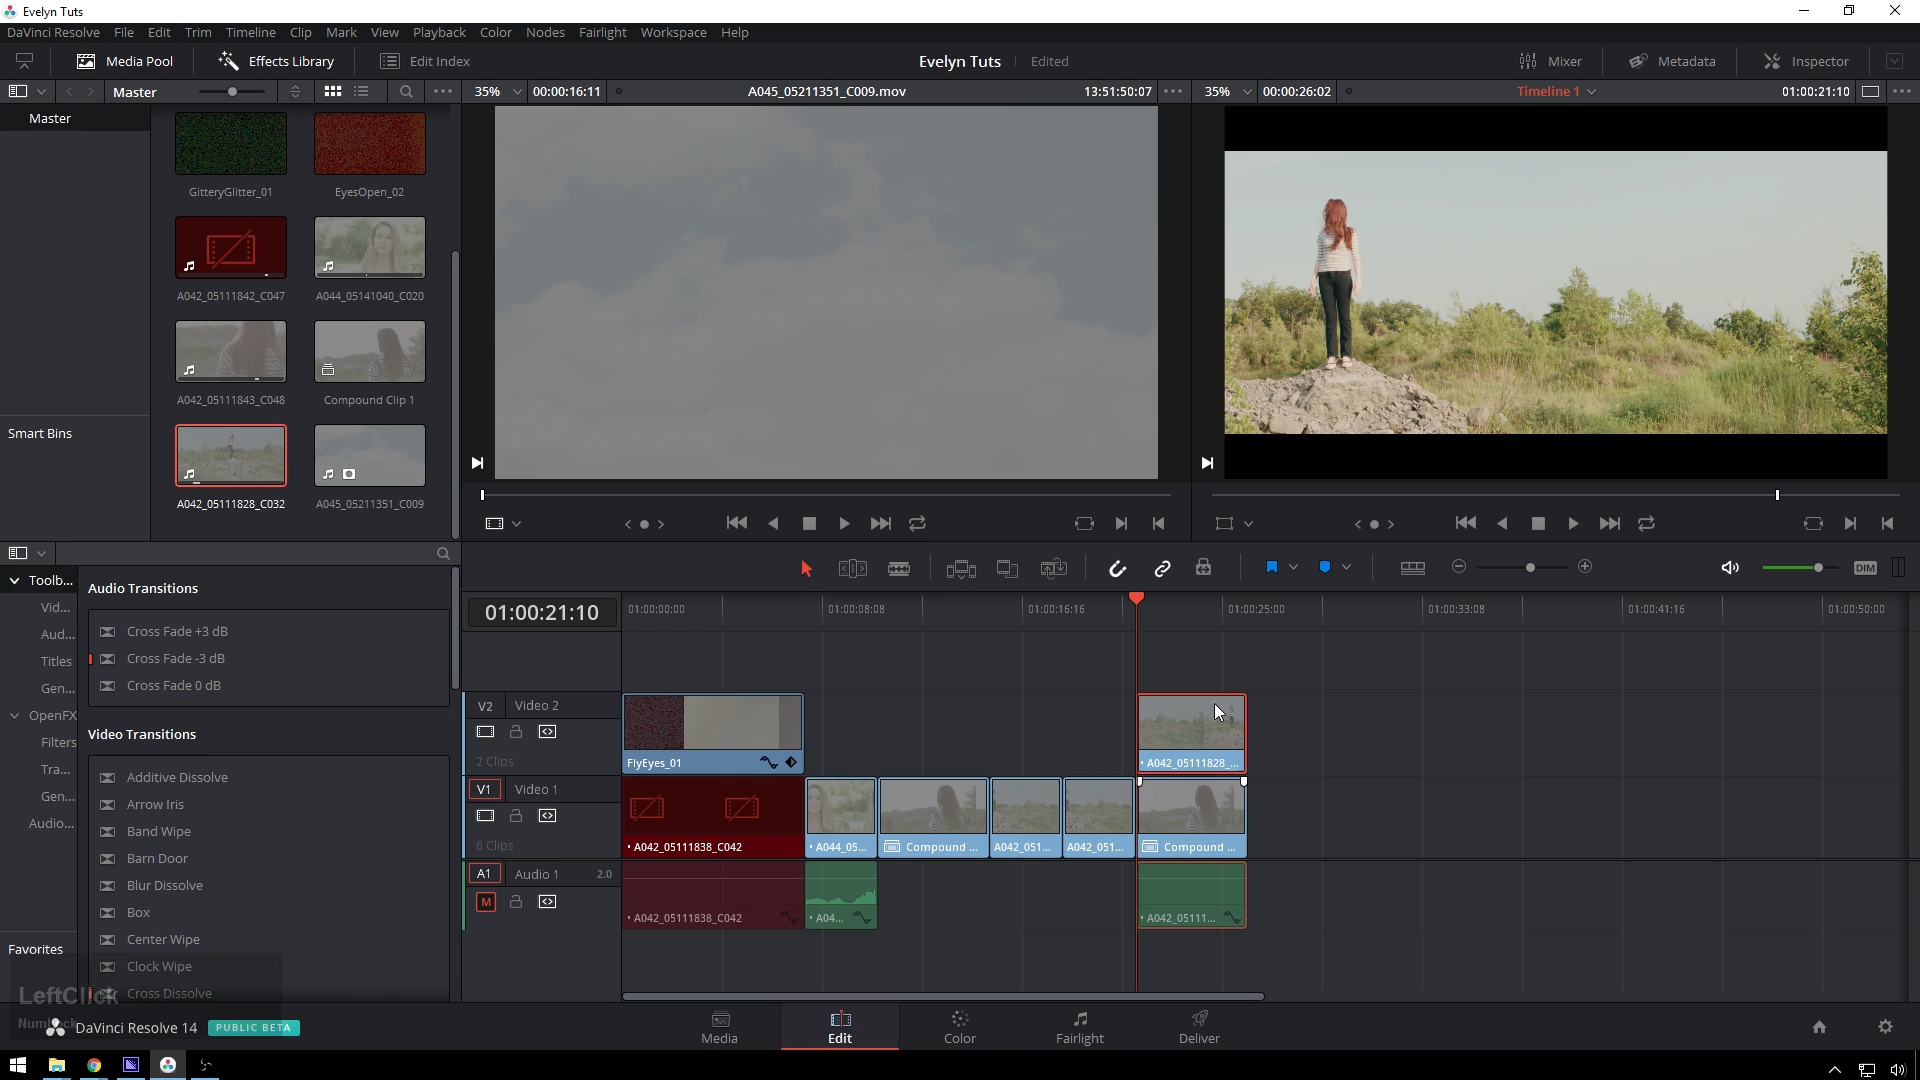 Evelyn Tuts
DaVinci Resolve File Edit Trim Timeline Clip Mark View Playback Color Nodes Fairlight Workspace Help
Media Pool Effects Library Edit Index Evelyn Tuts Edited Mixer Metadata Inspector
Master 35% 00:00:16:11 A045_05211351_C009.mov 13:51:50:07 35% 00:00:26:02 Timeline 1 01:00:21:10
Master
GitteryGlitter_01 EyesOpen_02
A042_05111842_C047 A044_05141040_C020
A042_05111843_C048 Compound Clip 1
Smart Bins
A042_05111828_C032 A045_05211351_C009
DIM
Toolb...
Vid...
Aud...
Titles
Gen...
OpenFX
Filters
Tra...
Gen...
Audio...
Favorites
Audio Transitions
Cross Fade +3 dB
Cross Fade -3 dB
Cross Fade 0 dB
Video Transitions
Additive Dissolve
Arrow Iris
Band Wipe
Barn Door
Blur Dissolve
Box
Center Wipe
Clock Wipe
Cross Dissolve
01:00:21:10 01:00:00:00 01:00:08:08 01:00:16:16 01:00:25:00 01:00:33:08 01:00:41:16 01:00:50:00
V2 Video 2
2 Clips FlyEyes_01 • A042_05111828_...
V1 Video 1
6 Clips • A042_05111838_C042 • A044_05... Compound ... A042_051... A042_051... Compound ...
A1 Audio 1 2.0
M
• A042_05111838_C042 • A04... • A042_05111...
LeftClick
DaVinci Resolve 14 PUBLIC BETA
Media Edit Color Fairlight Deliver